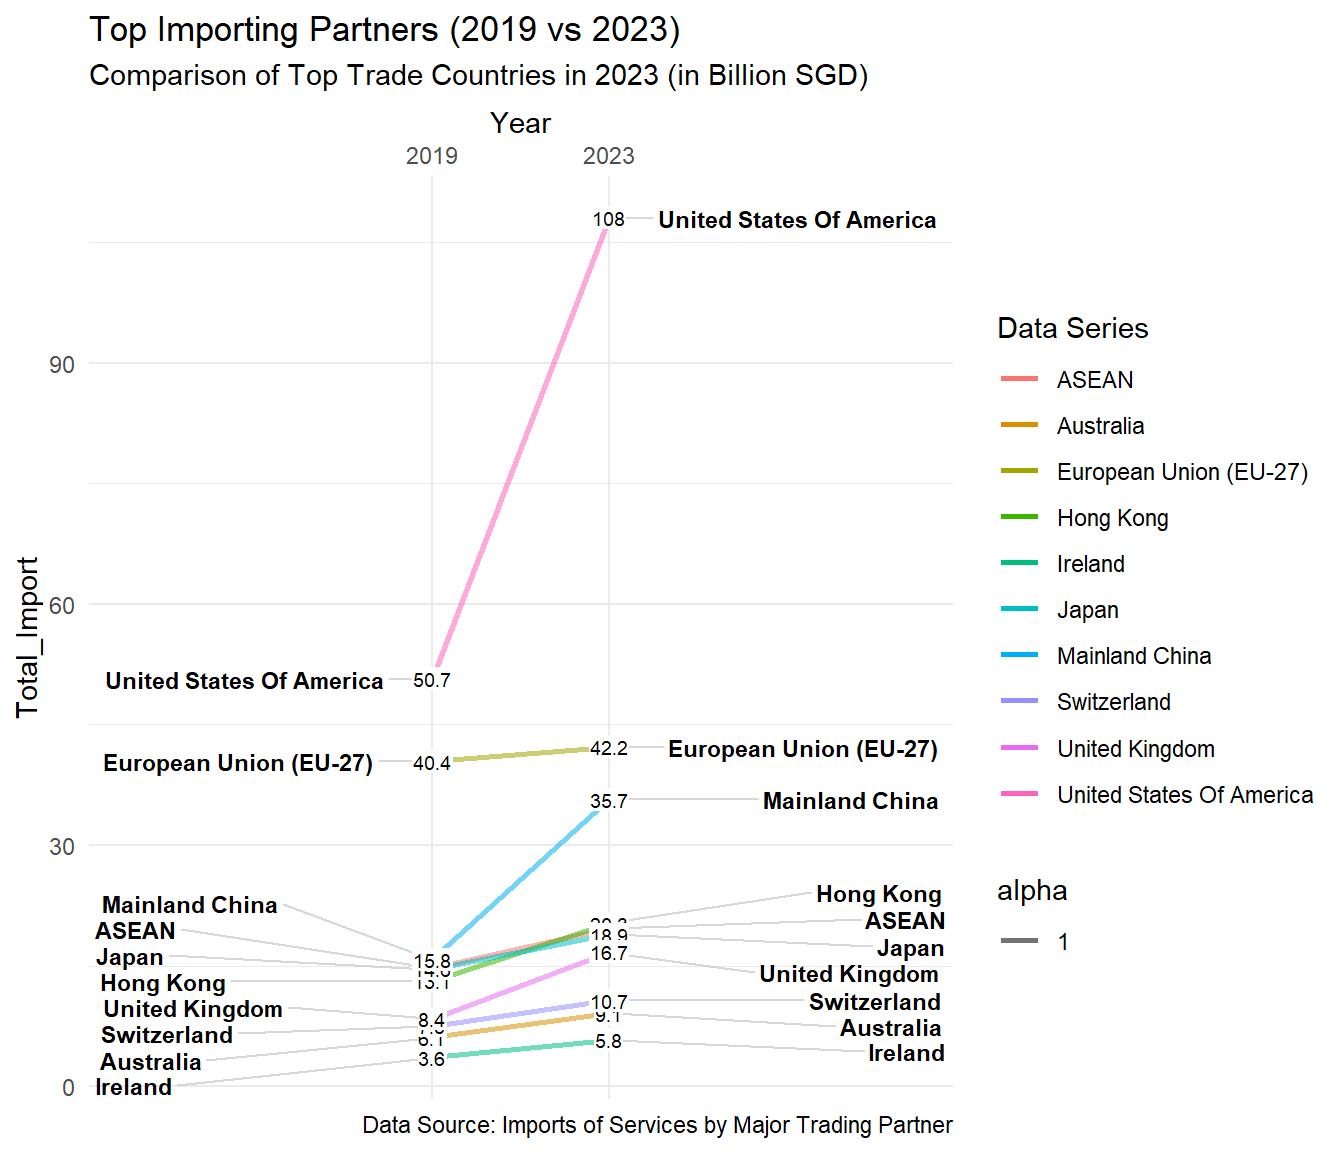 Top Importing Partners (2019 vs 2023)
Comparison of Top Trade Countries in 2023 (in Billion SGD)
Year
2019 2023
108 United States Of America
90
60
30
0
Total_Import
United States Of America 50.7
European Union (EU-27) 40.4
42.2 European Union (EU-27)
35.7 Mainland China
Mainland China 15.8
ASEAN
Japan
Hong Kong 13.1
United Kingdom 8.4
Switzerland
Australia 6.1
Ireland 3.6
Hong Kong
ASEAN
18.9 Japan
16.7 United Kingdom
10.7 Switzerland
9.1 Australia
5.8 Ireland
Data Series
ASEAN
Australia
European Union (EU-27)
Hong Kong
Ireland
Japan
Mainland China
Switzerland
United Kingdom
United States Of America
alpha
1
Data Source: Imports of Services by Major Trading Partner